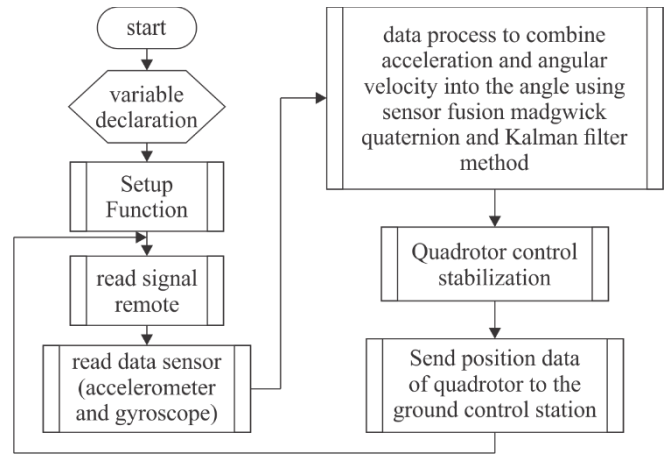 start
variable
declaration
Setup
Function
read signal
remote
read data sensor
(accelerometer
and gyroscope)
data process to combine
acceleration and angular
velocity into the angle using
sensor fusion madgwick
quaternion and Kalman filter
method
Quadrotor control
stabilization
Send position data
of quadrotor to the
ground control station